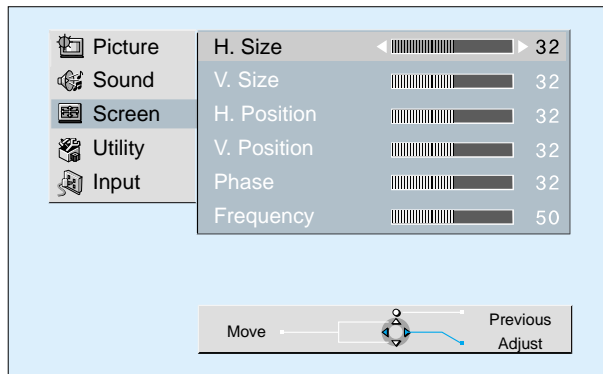 Picture
Sound
Screen
Utility
Input
H. Size 32
V. Size 32
H. Position 32
V. Position 32
Phase 32
Frequency 50
Move
Previous
Adjust